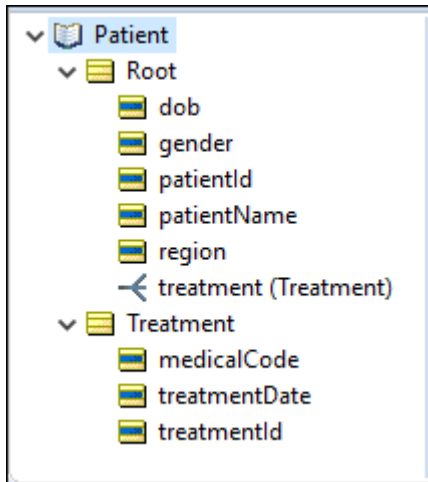 Patient
Root
dob
gender
patientId
patientName
region
treatment (Treatment)
Treatment
medicalCode
treatmentDate
treatmentId